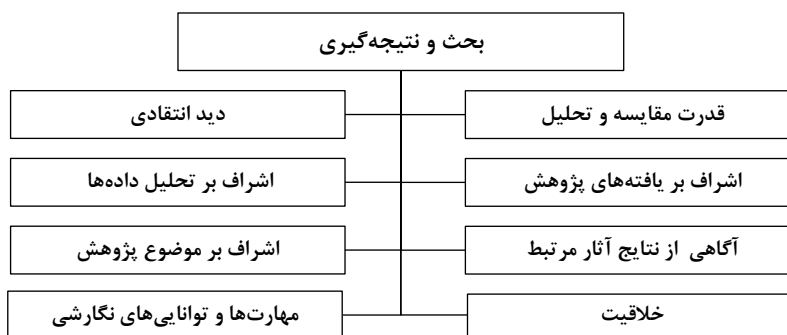 بحث و نتیجه‌گیری
قدرت مقایسه و تحلیل
دید انتقادی
اشراف بر یافته‌های پژوهش
اشراف بر تحلیل داده‌ها
آگاهی از نتایج آثار مرتبط
اشراف بر موضوع پژوهش
خلاقیت
مهارت‌ها و توانایی‌های نگارشی